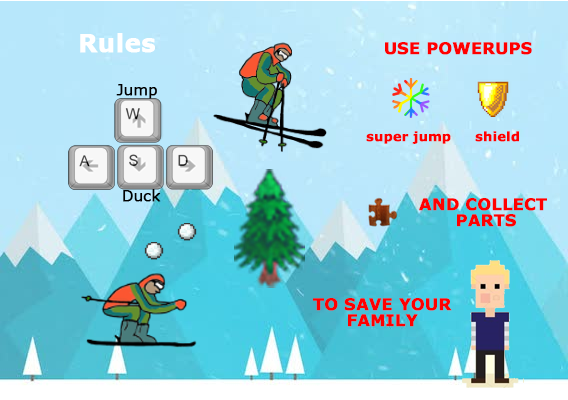 Rules
USE POWERUPS
Jump
W
super jump
shield
A
S
D
Duck
AND COLLECT
PARTS
TO SAVE YOUR
FAMILY